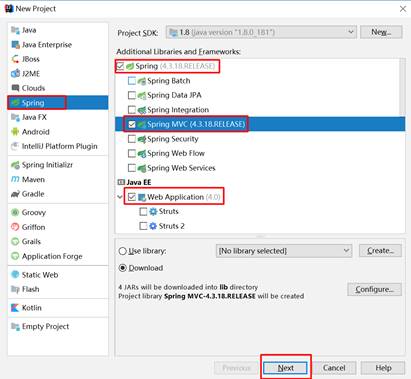 New Project
Java
Java Enterprise
JBoss
J2ME
Clouds
Spring
Java FX
Android
IntelliJ Platform Plugin
Spring Initializr
Maven
Gradle
Groovy
Griffon
Grails
Application Forge
Static Web
Flash
Kotlin
Empty Project
Project SDK: 1.8 (java version "1.8.0_181") New...
Additional Libraries and Frameworks:
Spring (4.3.18.RELEASE)
Spring Batch
Spring Data JPA
Spring Integration
Spring MVC (4.3.18.RELEASE)
Spring Security
Spring Web Flow
Spring Web Services
Java EE
Web Application (4.0)
Struts
Struts 2
Use library: [No library selected] Create...
Download
4 JARs will be downloaded into lib directory
Project library Spring MVC-4.3.18.RELEASE will be created
Configure...
Previous Next Cancel Help